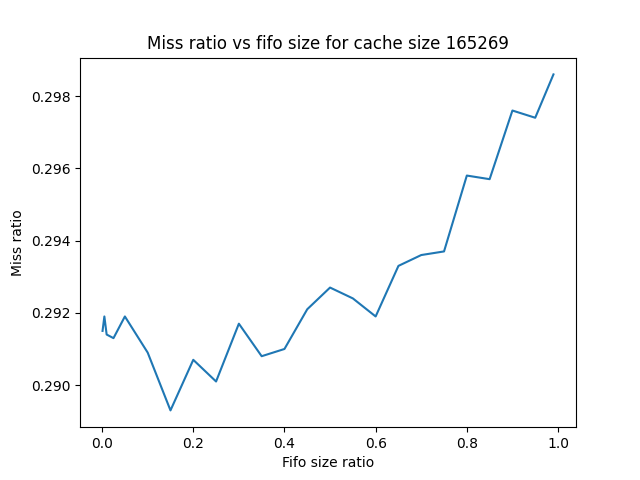 Miss ratio vs fifo size for cache size 165269
0.298
0.296
0.294
0.292
0.290
Miss ratio
0.0 0.2 0.4 0.6 0.8 1.0
Fifo size ratio